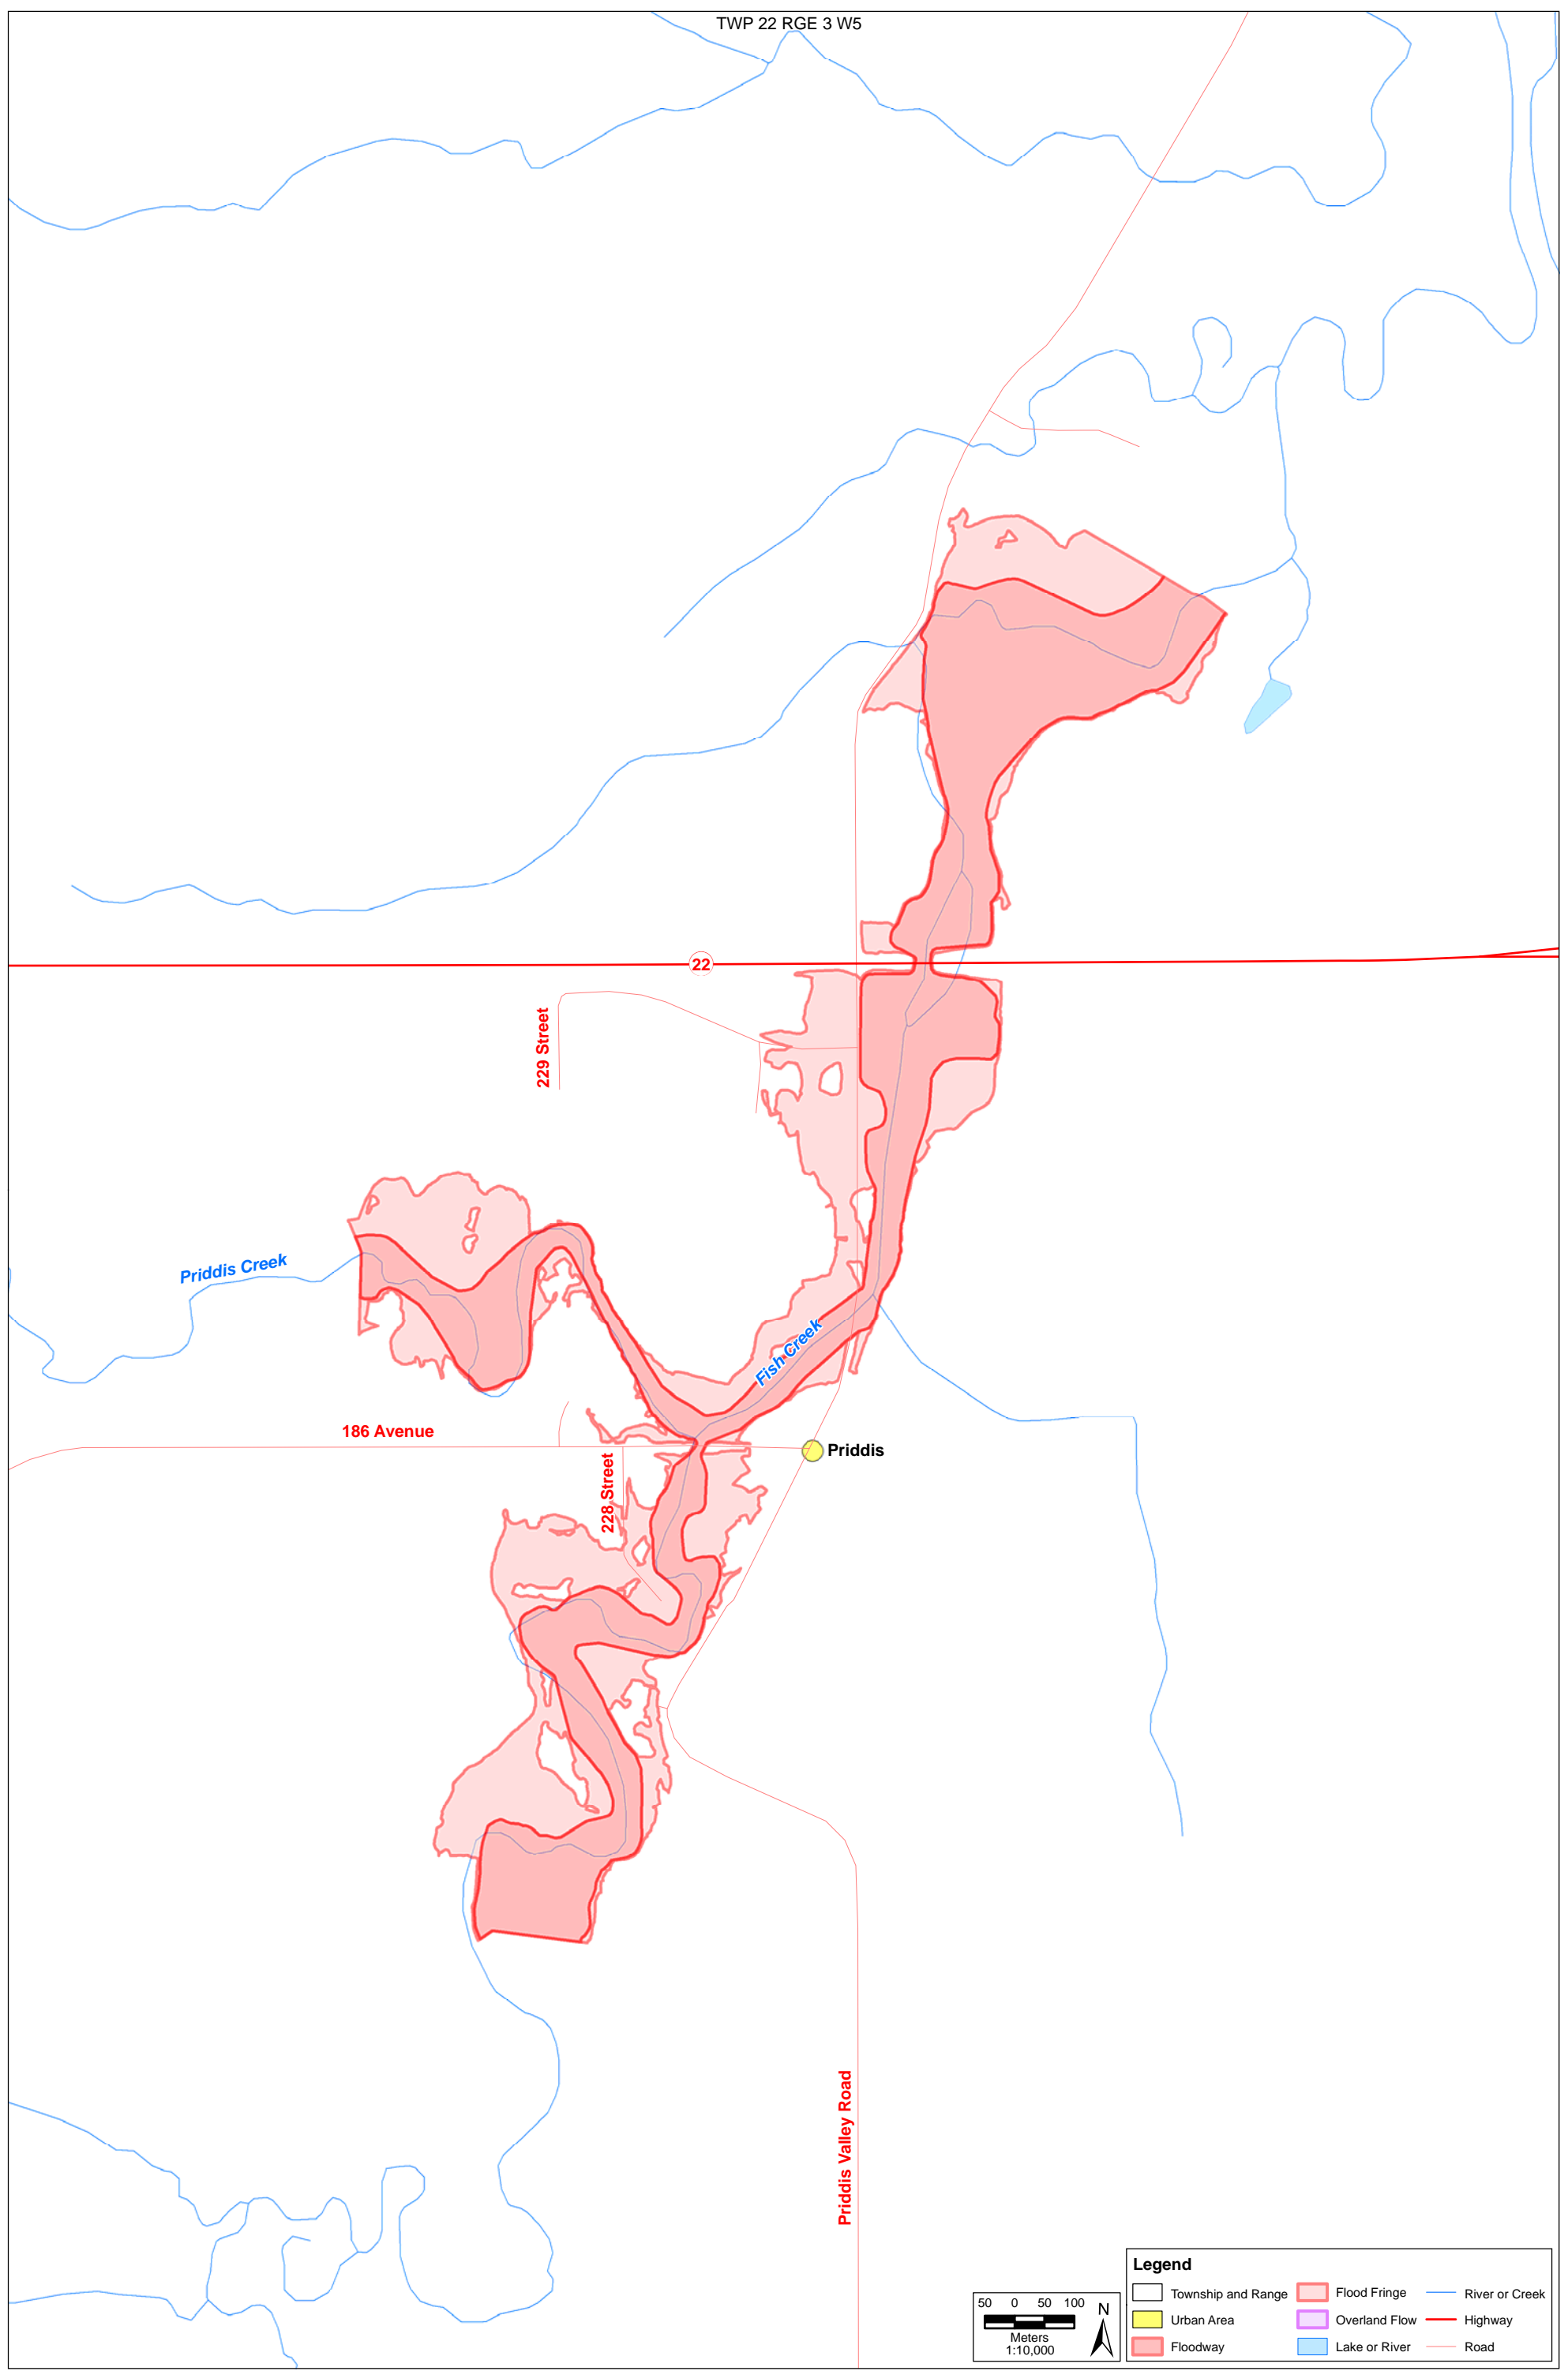 TWP 22 RGE 3 W5
22
229 Street
Priddis Creek
Fish Creek
186 Avenue
Priddis
228 Street
Priddis Valley Road
50 0 50 100
Meters
1:10,000
N
Legend
Township and Range
Urban Area
Floodway
Flood Fringe
Overland Flow
Lake or River
River or Creek
Highway
Road